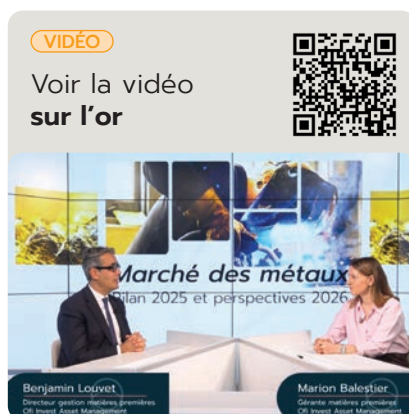 VIDÉO
Voir la vidéo
sur l'or
Marché des métaux
Bilan 2025 et perspectives 2026
Benjamin Louvet
Directeur gestion matières premières
Ofi Invest Asset Management
Marion Balestier
Gérante matières premières
Ofi Invest Asset Management